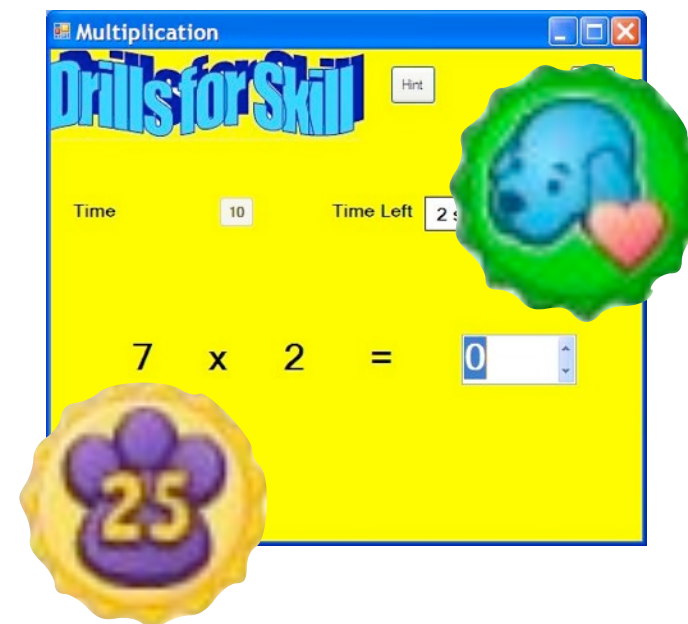 Multiplication
Drills for Skill
Hint
Time 10 Time Left 2
7 x 2 = 0
25